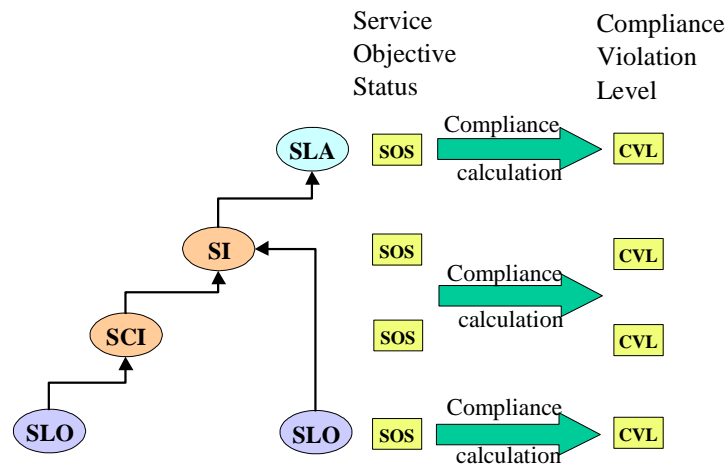 Service
Objective
Status
Compliance
Violation
Level
SLA
SOS
Compliance
calculation
CVL
SI
SOS
CVL
Compliance
calculation
SCI
SOS
CVL
SLO
SLO
SOS
Compliance
calculation
CVL